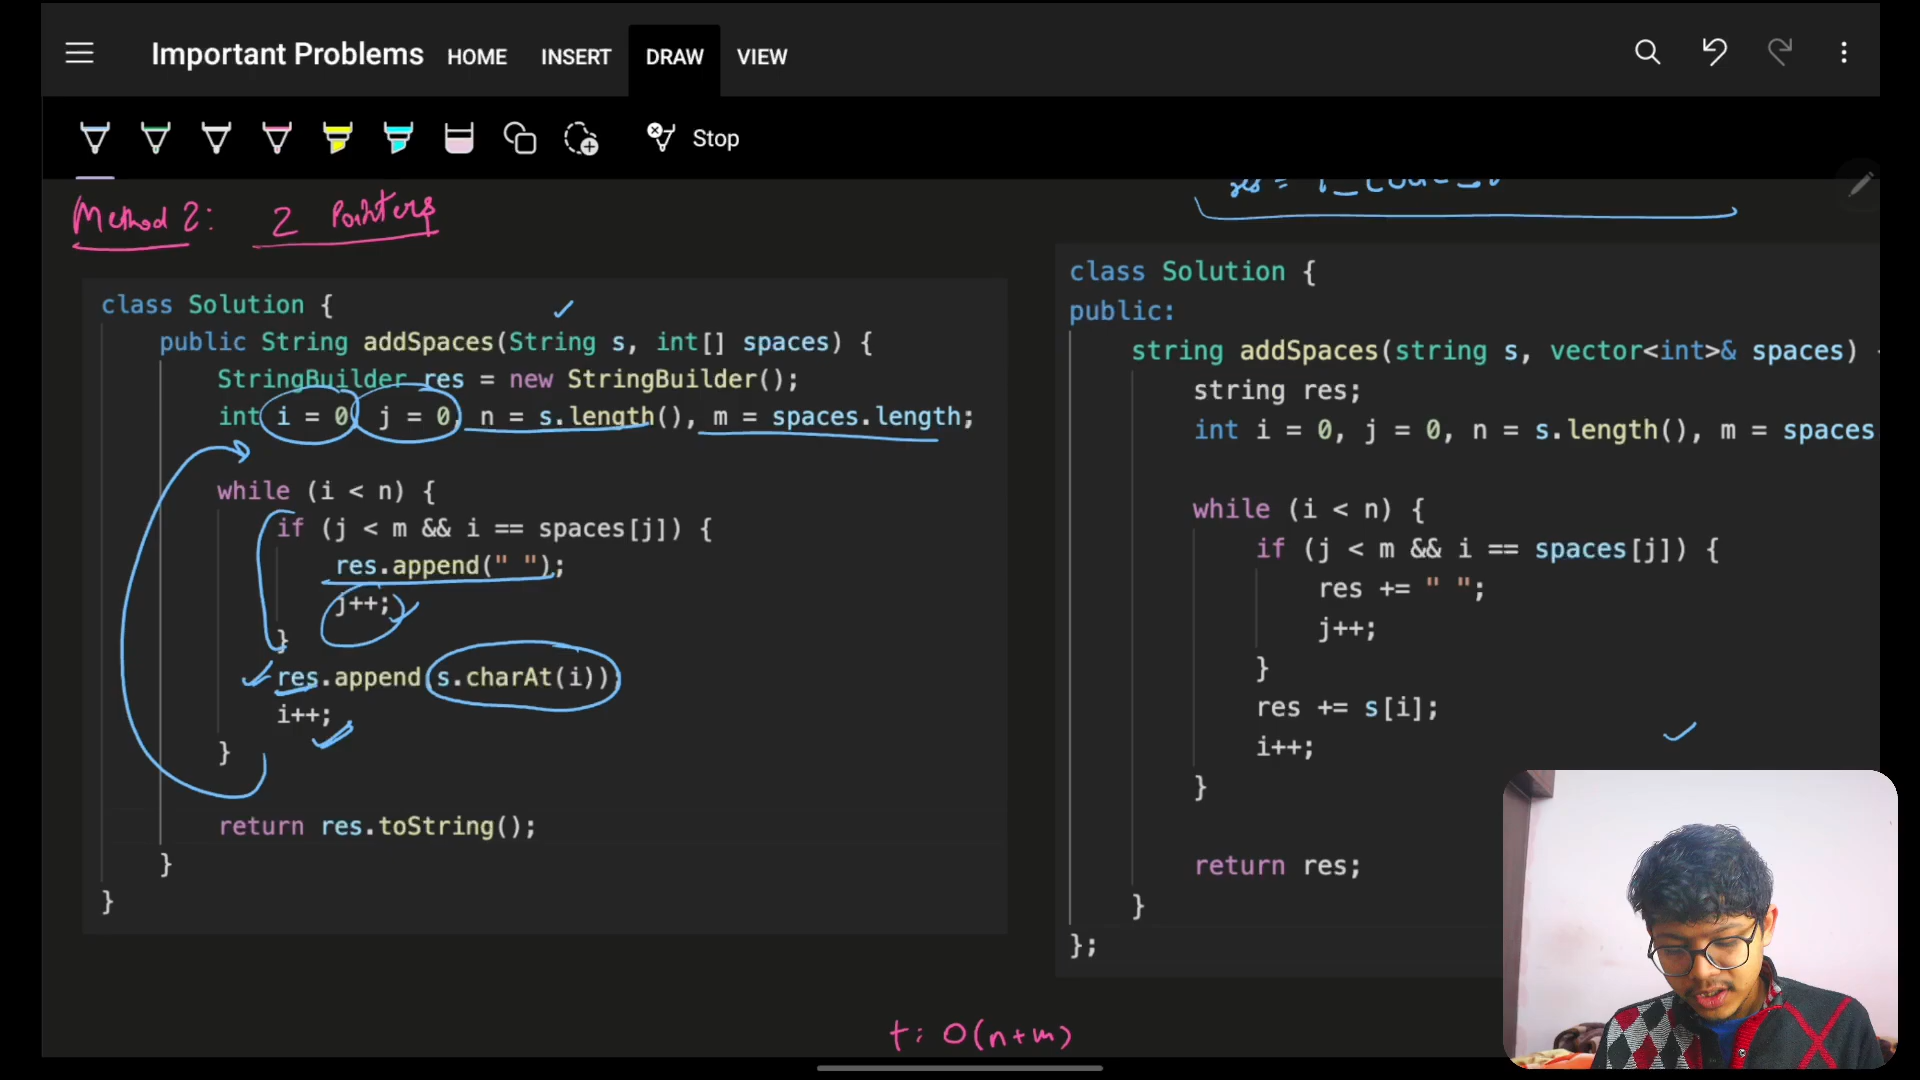 Important Problems HOME INSERT DRAW VIEW
Stop
Method 2: 2 Pointers
class Solution {
public String addSpaces(String s, int[] spaces) {
StringBuilder res = new StringBuilder();
int i = 0, j = 0, n = s.length(), m = spaces.length;
while (i < n) {
if (j < m && i == spaces[j]) {
res.append(" ");
j++;
}
res.append(s.charAt(i));
i++;
}
return res.toString();
}
}
res =
class Solution {
public:
string addSpaces(string s, vector<int>& spaces)
string res;
int i = 0, j = 0, n = s.length(), m = spaces
while (i < n) {
if (j < m && i == spaces[j]) {
res += " ";
j++;
}
res += s[i];
i++;
}
return res;
}
};
t: O(n+m)